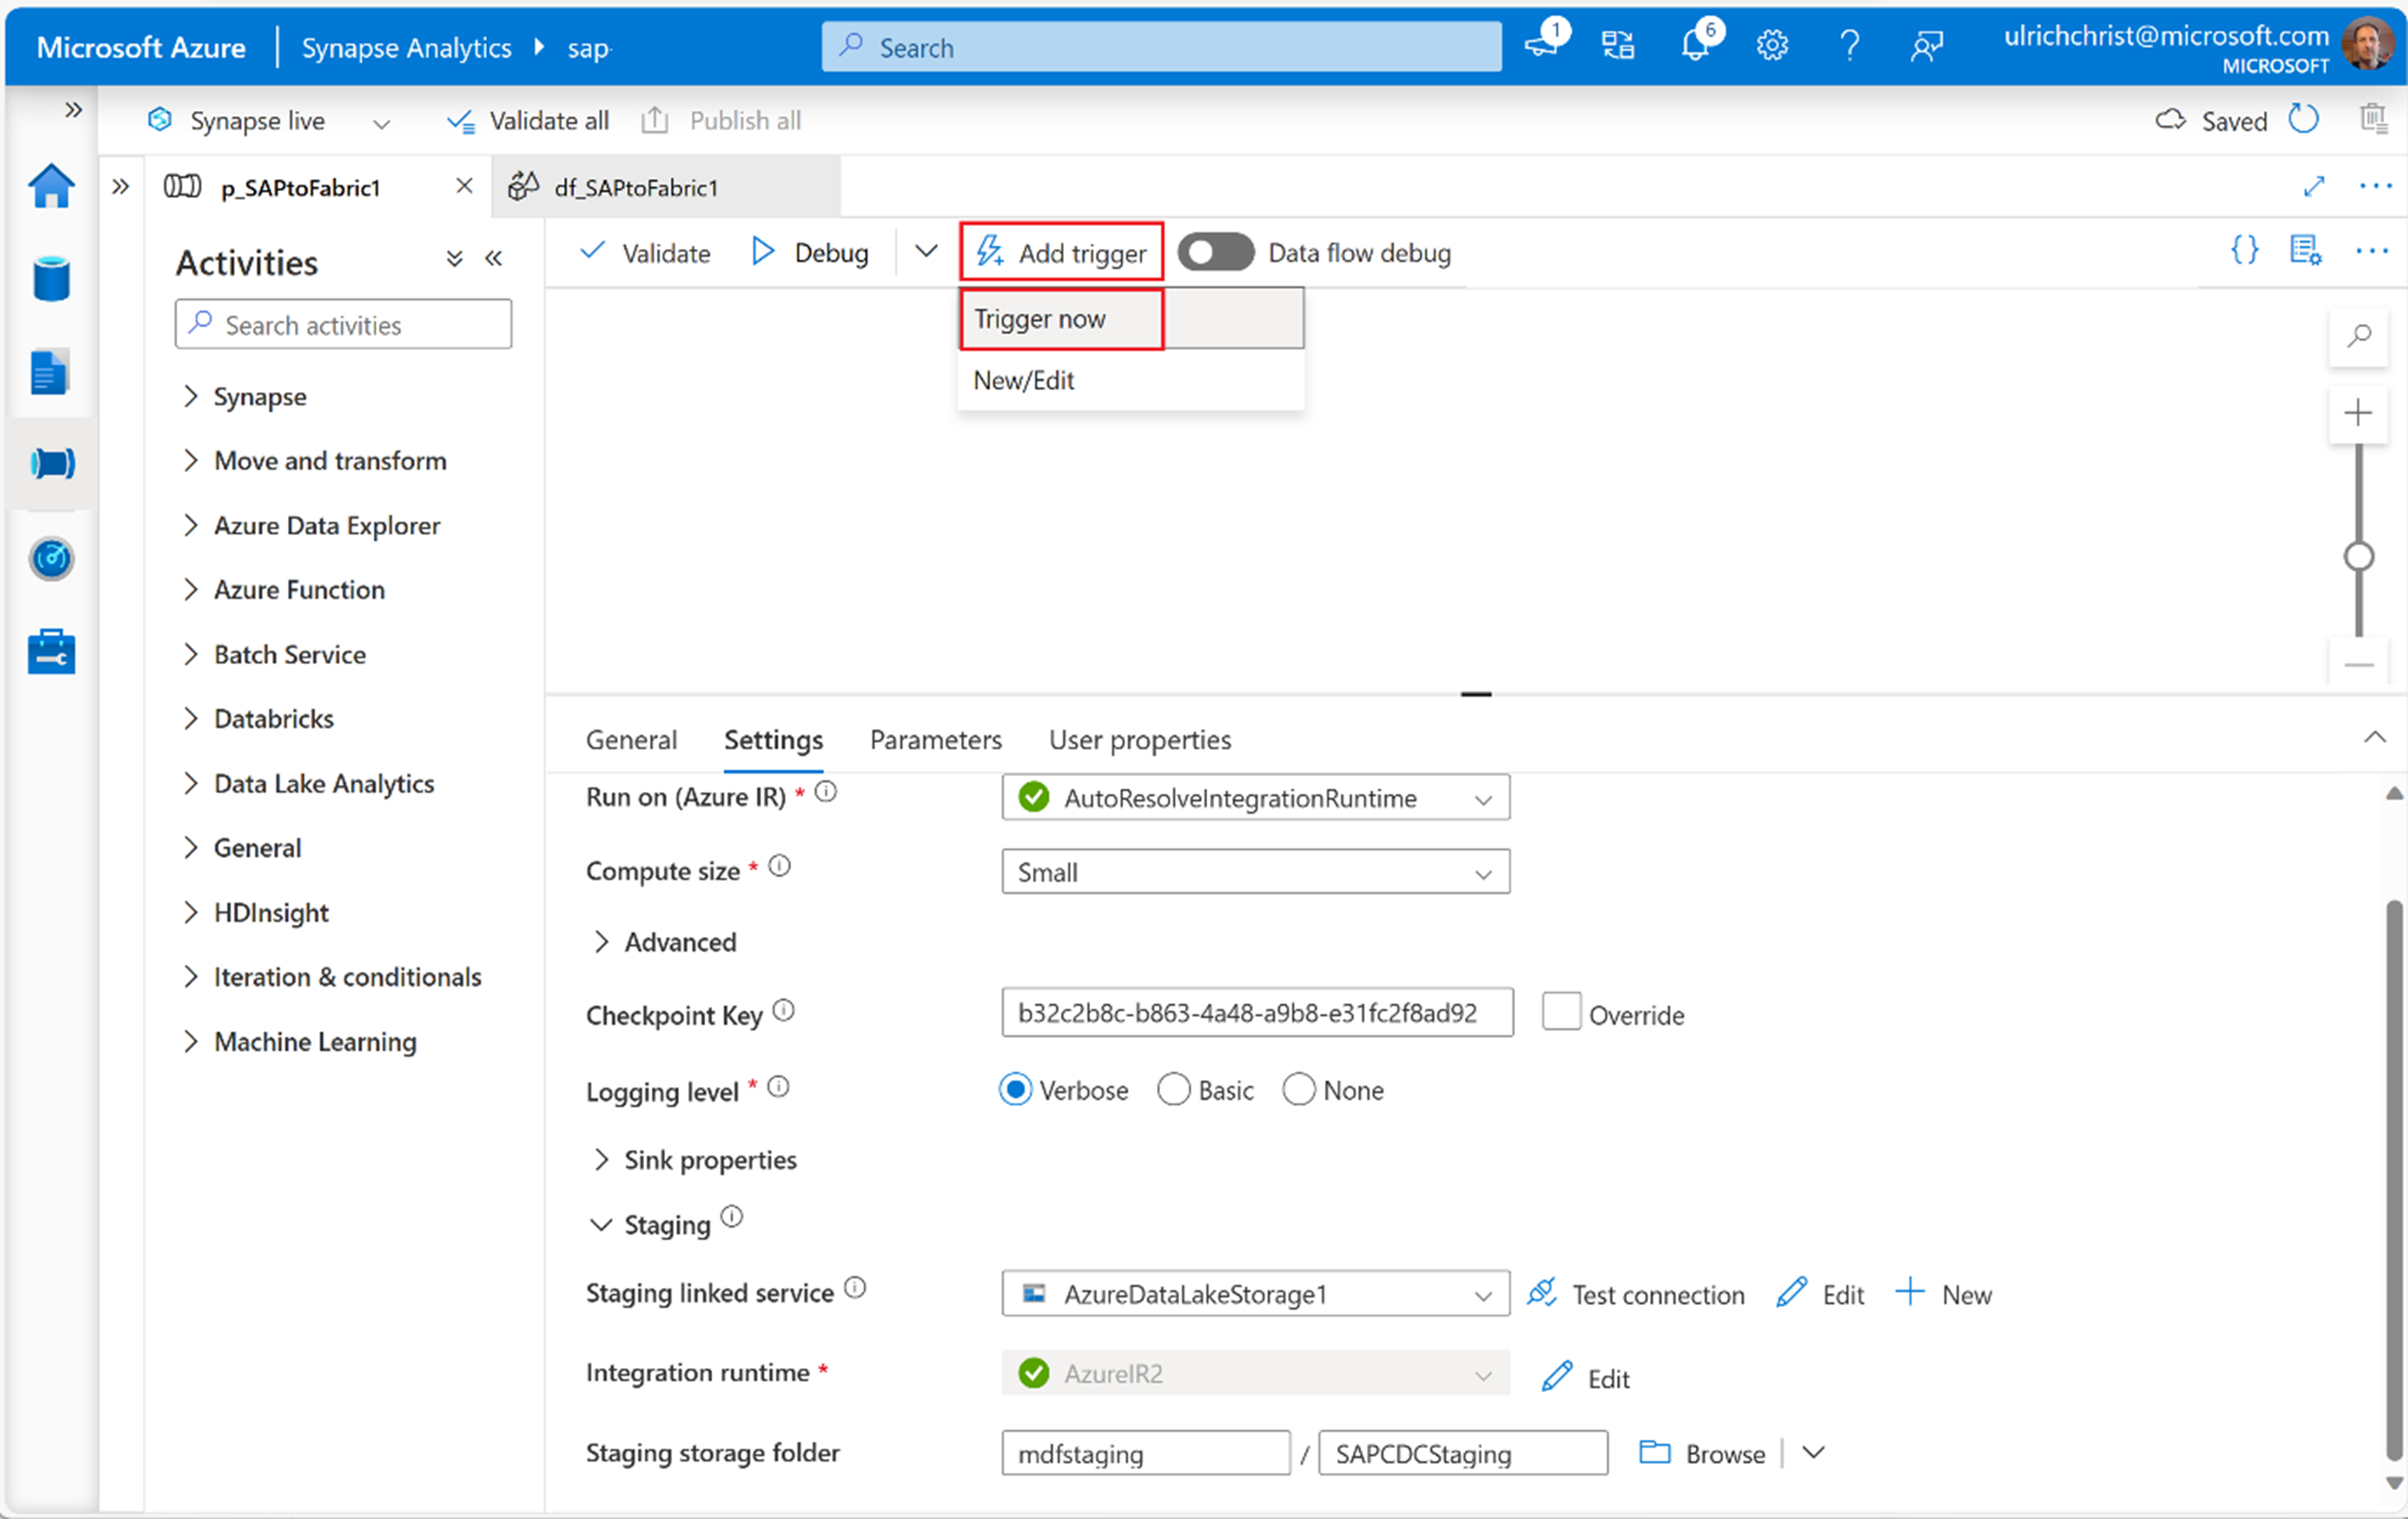 Microsoft Azure | Synapse Analytics sap
Search
1
6
ulrichchrist@microsoft.com
MICROSOFT
Synapse live Validate all Publish all
Saved
p_SAPtoFabric1 df_SAPtoFabric1
Activities
Validate Debug Add trigger Data flow debug
Trigger now
New/Edit
Search activities
Synapse
Move and transform
Azure Data Explorer
Azure Function
Batch Service
Databricks
Data Lake Analytics
General
HDInsight
Iteration & conditionals
Machine Learning
General Settings Parameters User properties
Run on (Azure IR) * AutoResolveIntegrationRuntime
Compute size * Small
Advanced
Checkpoint Key b32c2b8c-b863-4a48-a9b8-e31fc2f8ad92 Override
Logging level * Verbose Basic None
Sink properties
Staging
Staging linked service AzureDataLakeStorage1 Test connection Edit New
Integration runtime * AzureIR2 Edit
Staging storage folder mdfstaging / SAPCDCStaging Browse